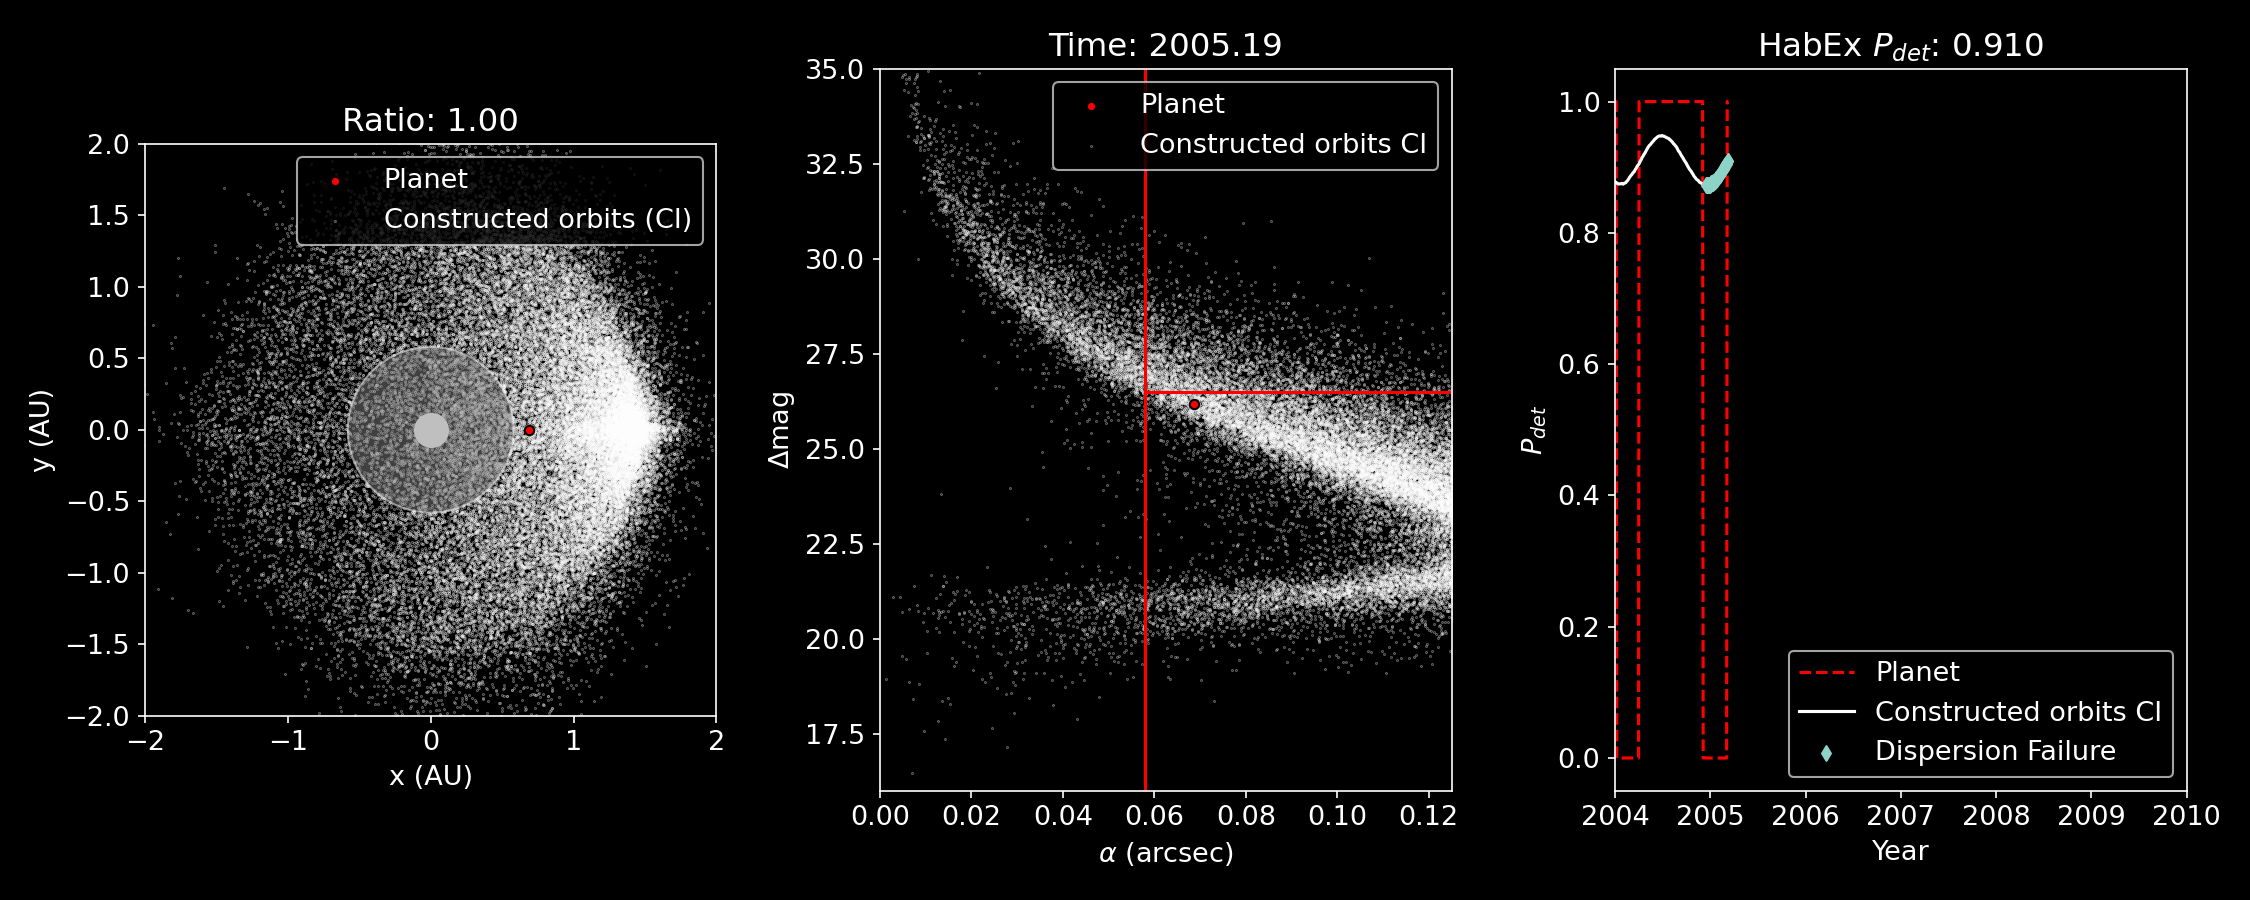 Ratio: 1.00
Planet
Constructed orbits (CI)
2.0
1.5
1.0
0.5
0.0
−0.5
−1.0
−1.5
−2.0
−2
−1
0
1
2
x (AU)
y (AU)
Time: 2005.19
Planet
Constructed orbits CI
35.0
32.5
30.0
27.5
25.0
22.5
20.0
17.5
0.00
0.02
0.04
0.06
0.08
0.10
0.12
α (arcsec)
Δmag
HabEx P_det: 0.910
1.0
0.8
0.6
0.4
0.2
0.0
P_det
Planet
Constructed orbits CI
Dispersion Failure
2004
2005
2006
2007
2008
2009
2010
Year